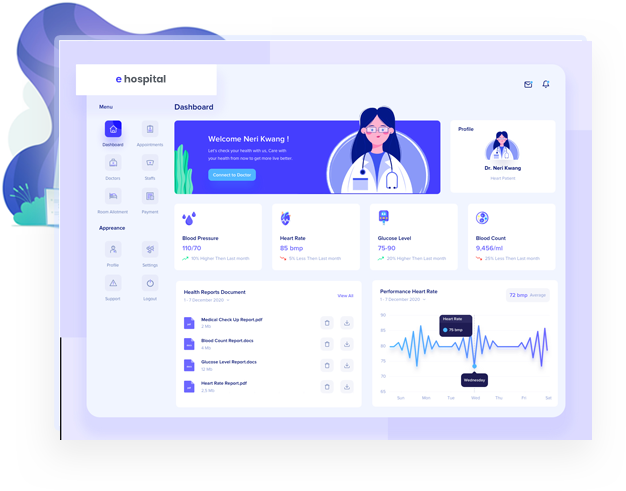 e hospital
Menu
Dashboard
Dashboard
Appointments
Doctors
Staffs
Room Allotment
Payment
Appreance
Profile
Settings
Support
Logout
Welcome Neri Kwang !
Let's check your health with us. Care with
your health from now to get more live better.
Connect to Doctor
Profile
Dr. Neri Kwang
Heart Patient
Blood Pressure
110/70
10% Higher Then Last month
Heart Rate
85 bmp
5% Less Then Last month
Glucose Level
75-90
20% Higher Then Last month
Blood Count
9,456/ml
25% Less Then Last month
Health Reports Document
1 - 7 December 2020
View All
Medical Check Up Report.pdf
2 Mb
Blood Count Report.docs
4 Mb
Glucose Level Report.docs
12 Mb
Heart Rate Report.pdf
2,5 Mb
Performance Heart Rate
1 - 7 December 2020
72 bmp Average
Heart Rate
75 bmp
90
85
80
75
70
65
Wednesday
Sun
Mon
Tue
Wed
Thu
Fri
Sat